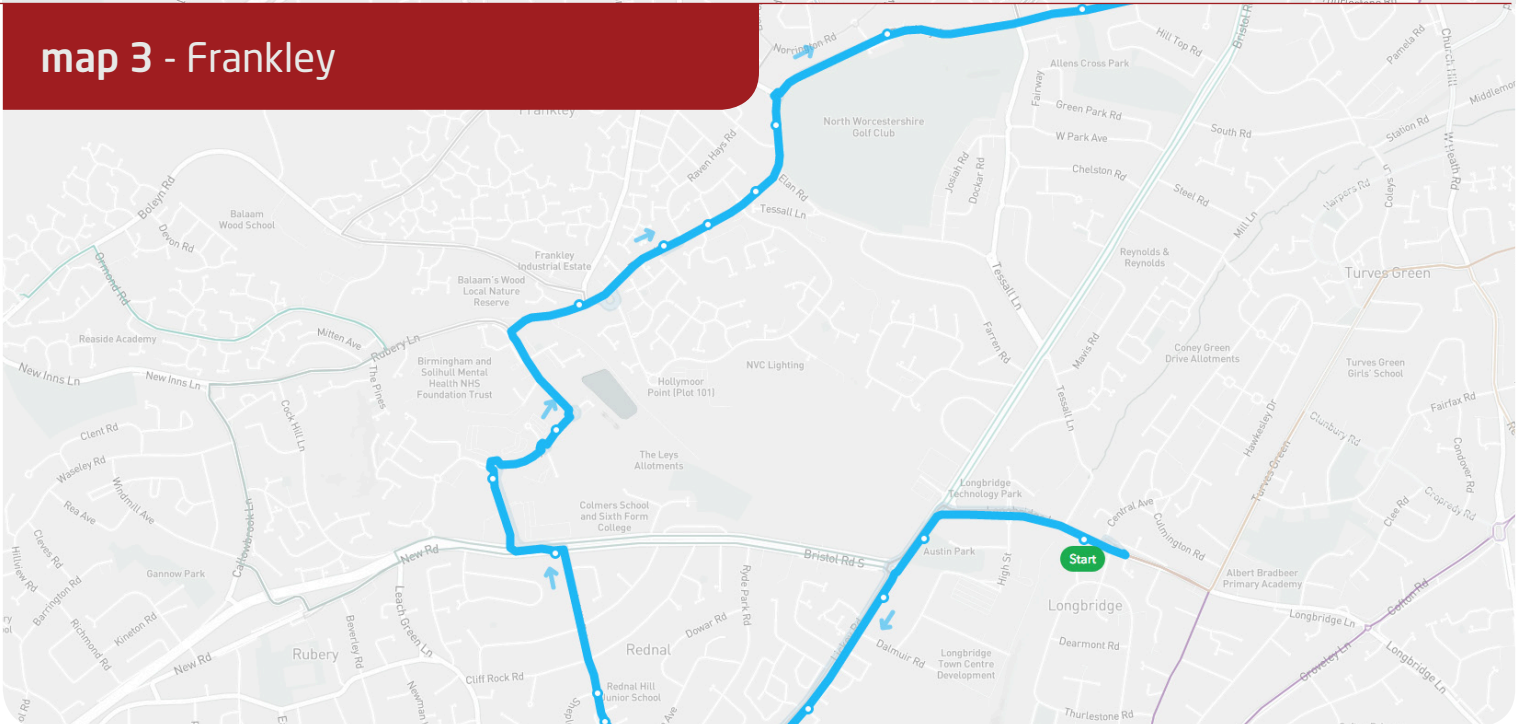 map 3 - Frankley
Norrington Rd
Hill Top Rd
Pamela Rd
Church Hill
Allens Cross Park
Fairway
Green Park Rd
Middlemor
Frankley
North Worcestershire
Golf Club
W Park Ave
South Rd
Station Rd
W Heath Rd
Raven Hays Rd
Josiah Rd
Dockar Rd
Chelston Rd
Steel Rd
Harpers Rd
Coleys
Boleyn Rd
Elan Rd
Tessall Ln
Balaam
Wood School
Devon Rd
Mill Ln
Ormond Rd
Frankley
Industrial Estate
Balaam's Wood
Local Nature
Reserve
Tessall Ln
Reynolds &
Reynolds
Turves Green
Reaside Academy
Mitten Ave
Rubery Ln
Farren Rd
Mavis Rd
Coney Green
Drive Allotments
Birmingham and
Solihull Mental
Health NHS
Foundation Trust
NVC Lighting
Turves Green
Girls' School
New Inns Ln
New Inns Ln
The Pines
Hollymoor
Point (Plot 101)
Tessall Ln
Hawkesley Dr
Clunbury Rd
Fairfax Rd
Cock Hill Ln
Clent Rd
Waseley Rd
The Leys
Allotments
Turves Green
Condover Rd
Windmill Ave
Rea Ave
Callowbrook Ln
Colmers School
and Sixth Form
College
Longbridge
Technology Park
Central Ave
Culmington Rd
Clee Rd
Cropredy Rd
Cleves Rd
Hillview Rd
New Rd
Bristol Rd S
Austin Park
High St
Start
Gannow Park
Barrington Rd
Leach Green Ln
Ryde Park Rd
Albert Bradbeer
Primary Academy
Longbridge
Longbridge Ln
Cofton Rd
Richmond Rd
Kineton Rd
New Rd
Beverley Rd
Rubery
Dowar Rd
Rednal
Dalmuir Rd
Dearmont Rd
Longbridge
Town Centre
Development
Groveley Ln
Longbridge Ln
Cliff Rock Rd
Newman
Rednal Hill
Junior School
Thurlestone Rd